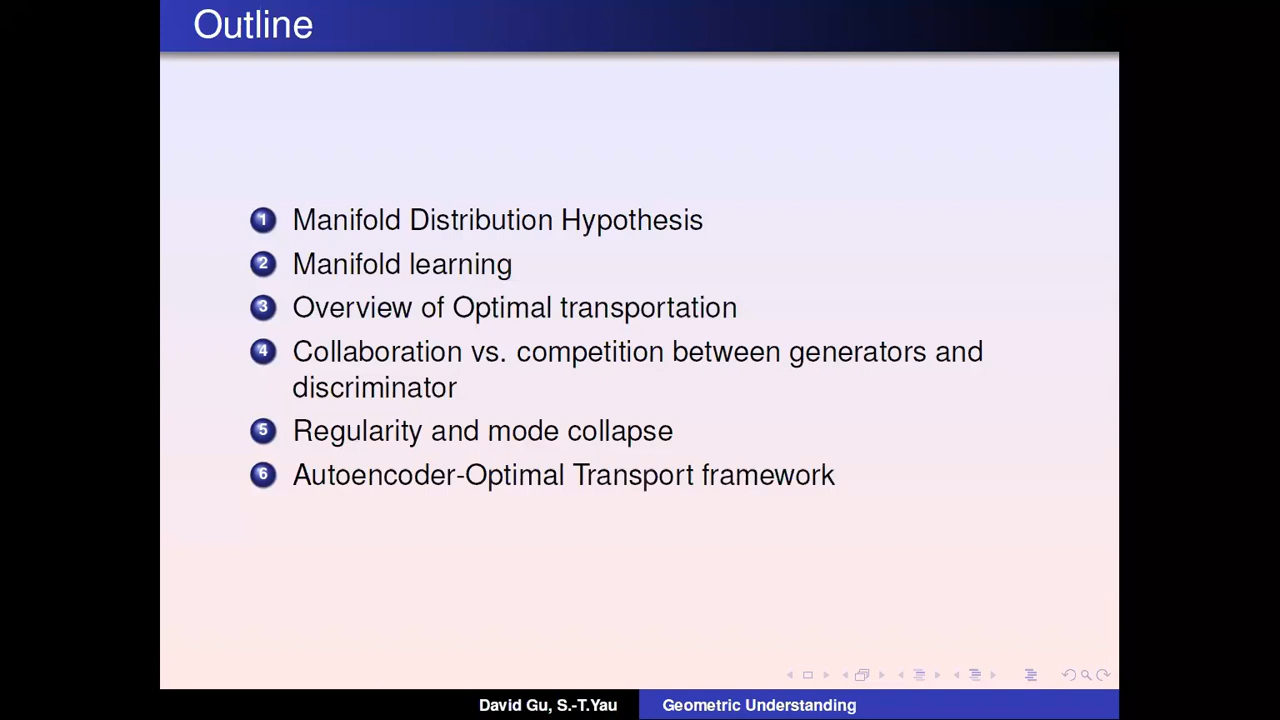 Outline
1 Manifold Distribution Hypothesis
2 Manifold learning
3 Overview of Optimal transportation
4 Collaboration vs. competition between generators and
discriminator
5 Regularity and mode collapse
6 Autoencoder-Optimal Transport framework
David Gu, S.-T.Yau Geometric Understanding